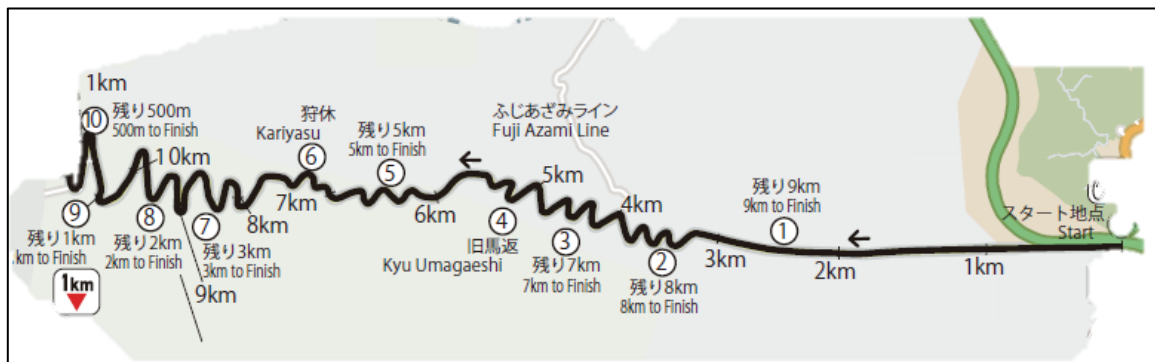 1km
⑩
残り500m
500m to Finish
10km
狩休
Kariyasu
⑥
残り5km
5km to Finish
⑤
ふじあざみライン
Fuji Azami Line
←
5km
4km
残り9km
9km to Finish
①
←
スタート地点
Start
7km
6km
④
旧馬返
Kyu Umagaeshi
③
残り7km
7km to Finish
②
残り8km
8km to Finish
3km
2km
1km
⑨
残り1km
km to Finish
1km
⑧
残り2km
2km to Finish
⑦
8km
残り3km
3km to Finish
9km